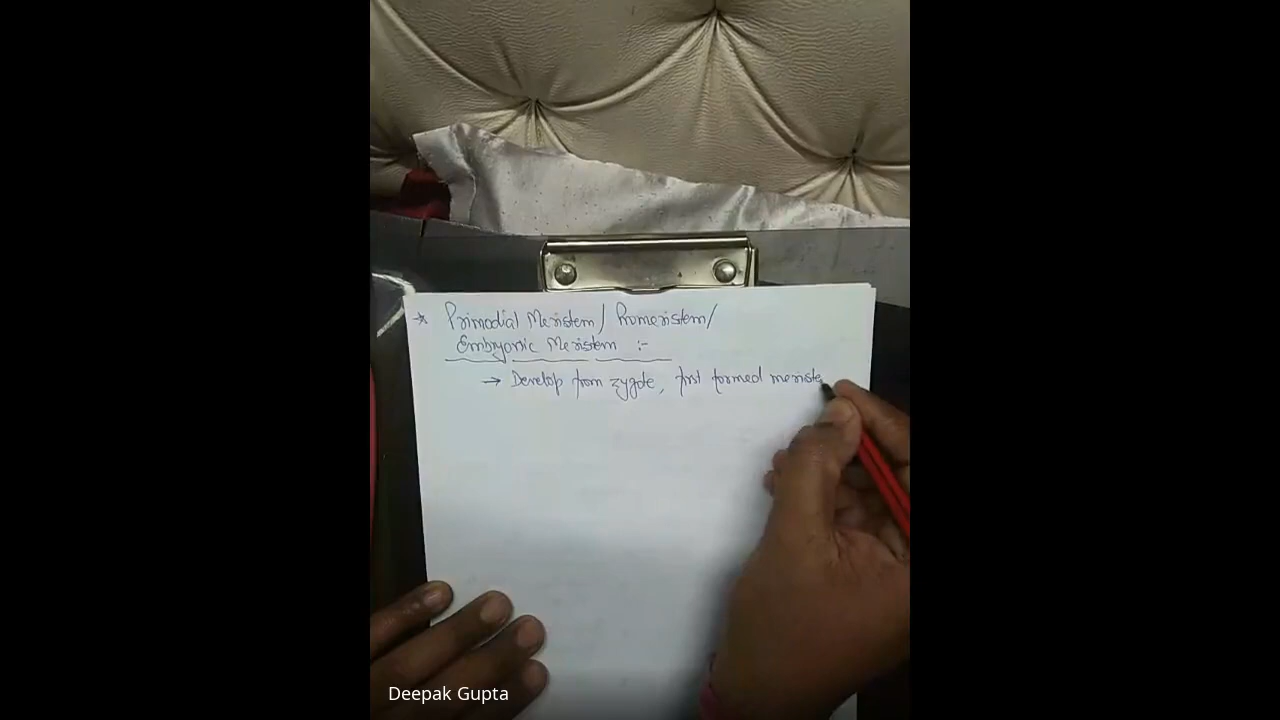 Primodial Meristem / Promeristem /
Embryonic Meristem :-
→ Develop from zygote, first formed meriste
Deepak Gupta